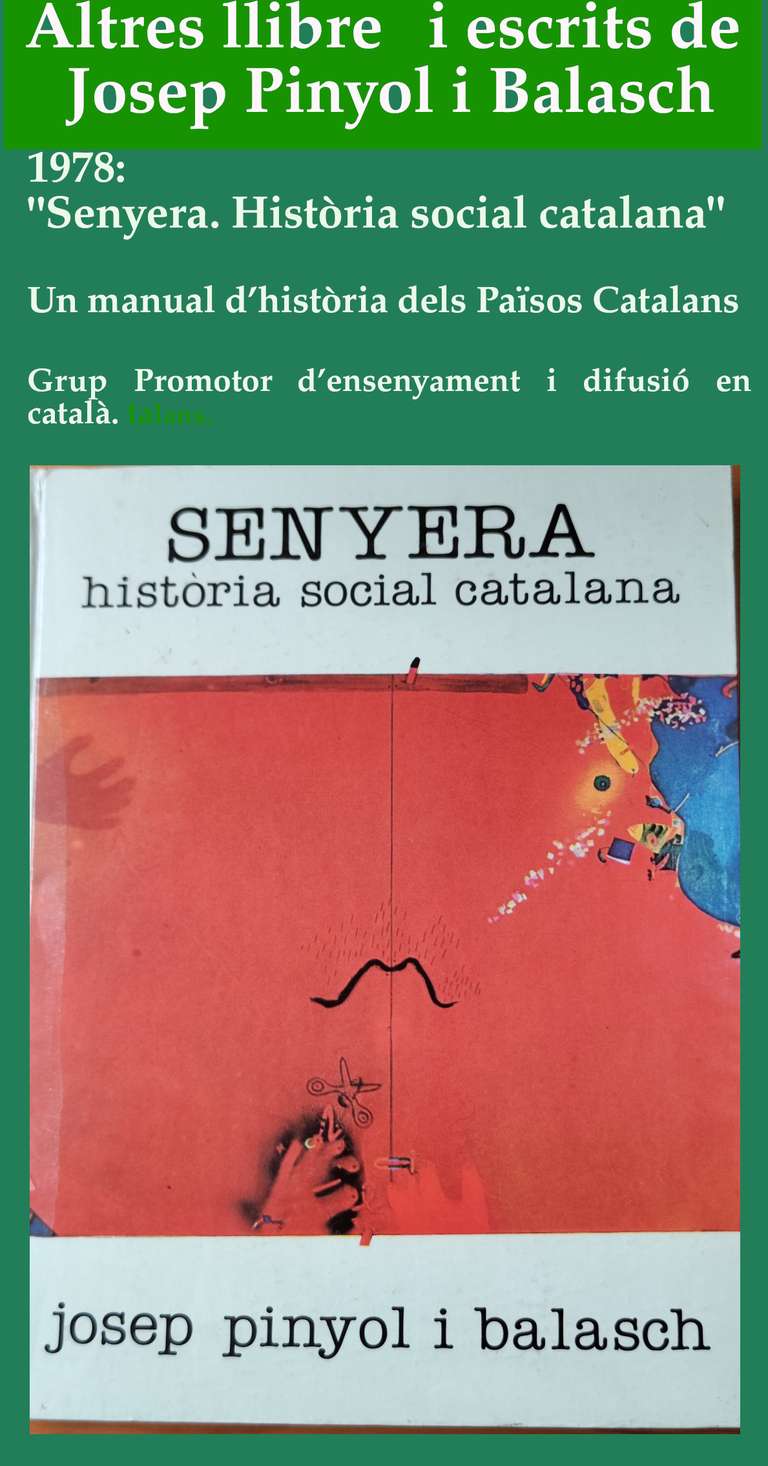 Altres llibre i escrits de
Josep Pinyol i Balasch
1978:
"Senyera. Història social catalana"
Un manual d’història dels Països Catalans
Grup Promotor d’ensenyament i difusió en
català. talans.
SENYERA
història social catalana
josep pinyol i balasch